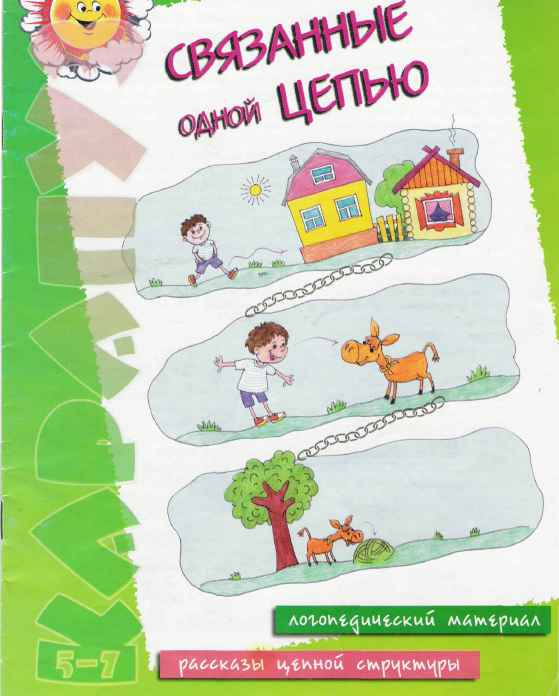 СВЯЗАННЫЕ
ОДНОЙ ЦЕПЬЮ
КАРАПУЗ
5-7
логопедический материал
рассказы цепной структуры